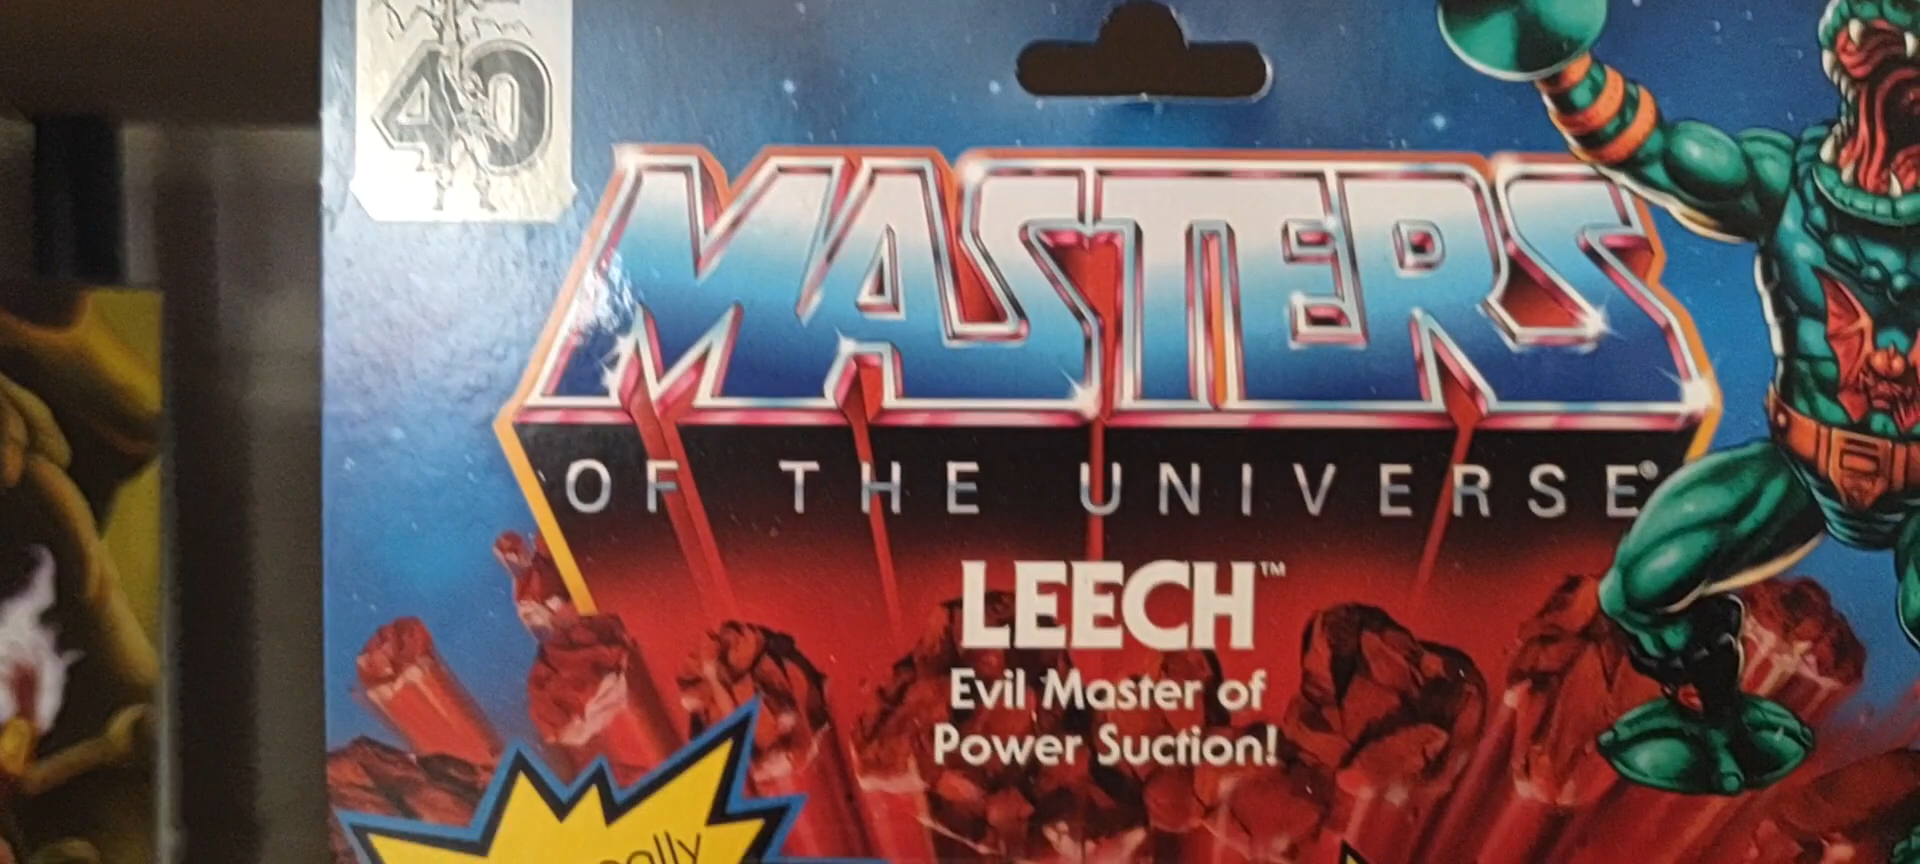 40
MASTERS
OF THE UNIVERSE®
LEECH™
Evil Master of
Power Suction!